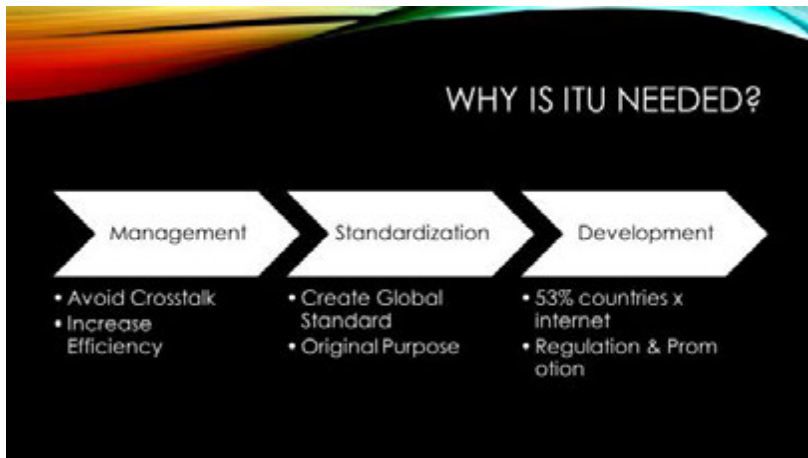 WHY IS ITU NEEDED?
Management
• Avoid Crosstalk
• Increase
Efficiency
Standardization
• Create Global
Standard
• Original Purpose
Development
• 53% countries x
internet
• Regulation & Prom
otion